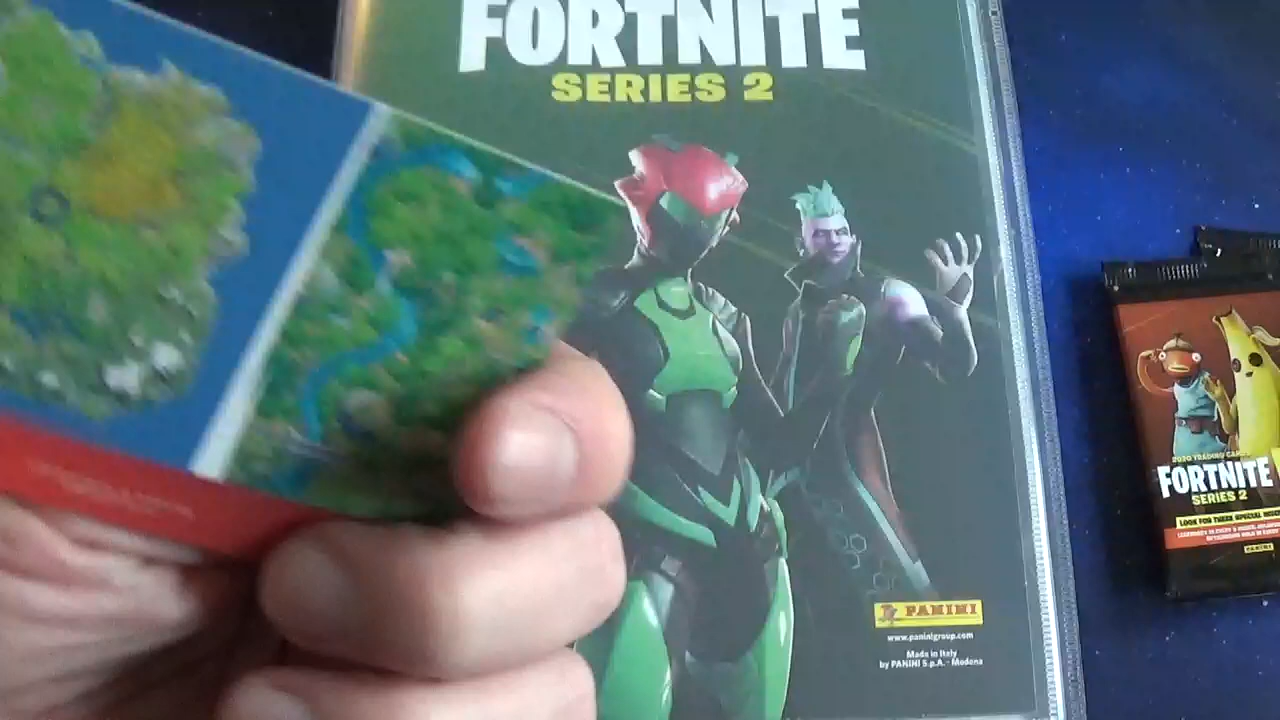 FORTNITE
SERIES 2
PANINI
www.paninigroup.com
Made in Italy
by PANINI S.p.A. - Modena
2020 TRADING CARDS
FORTNITE
SERIES 2
LOOK FOR THESE SPECIAL
PANINI